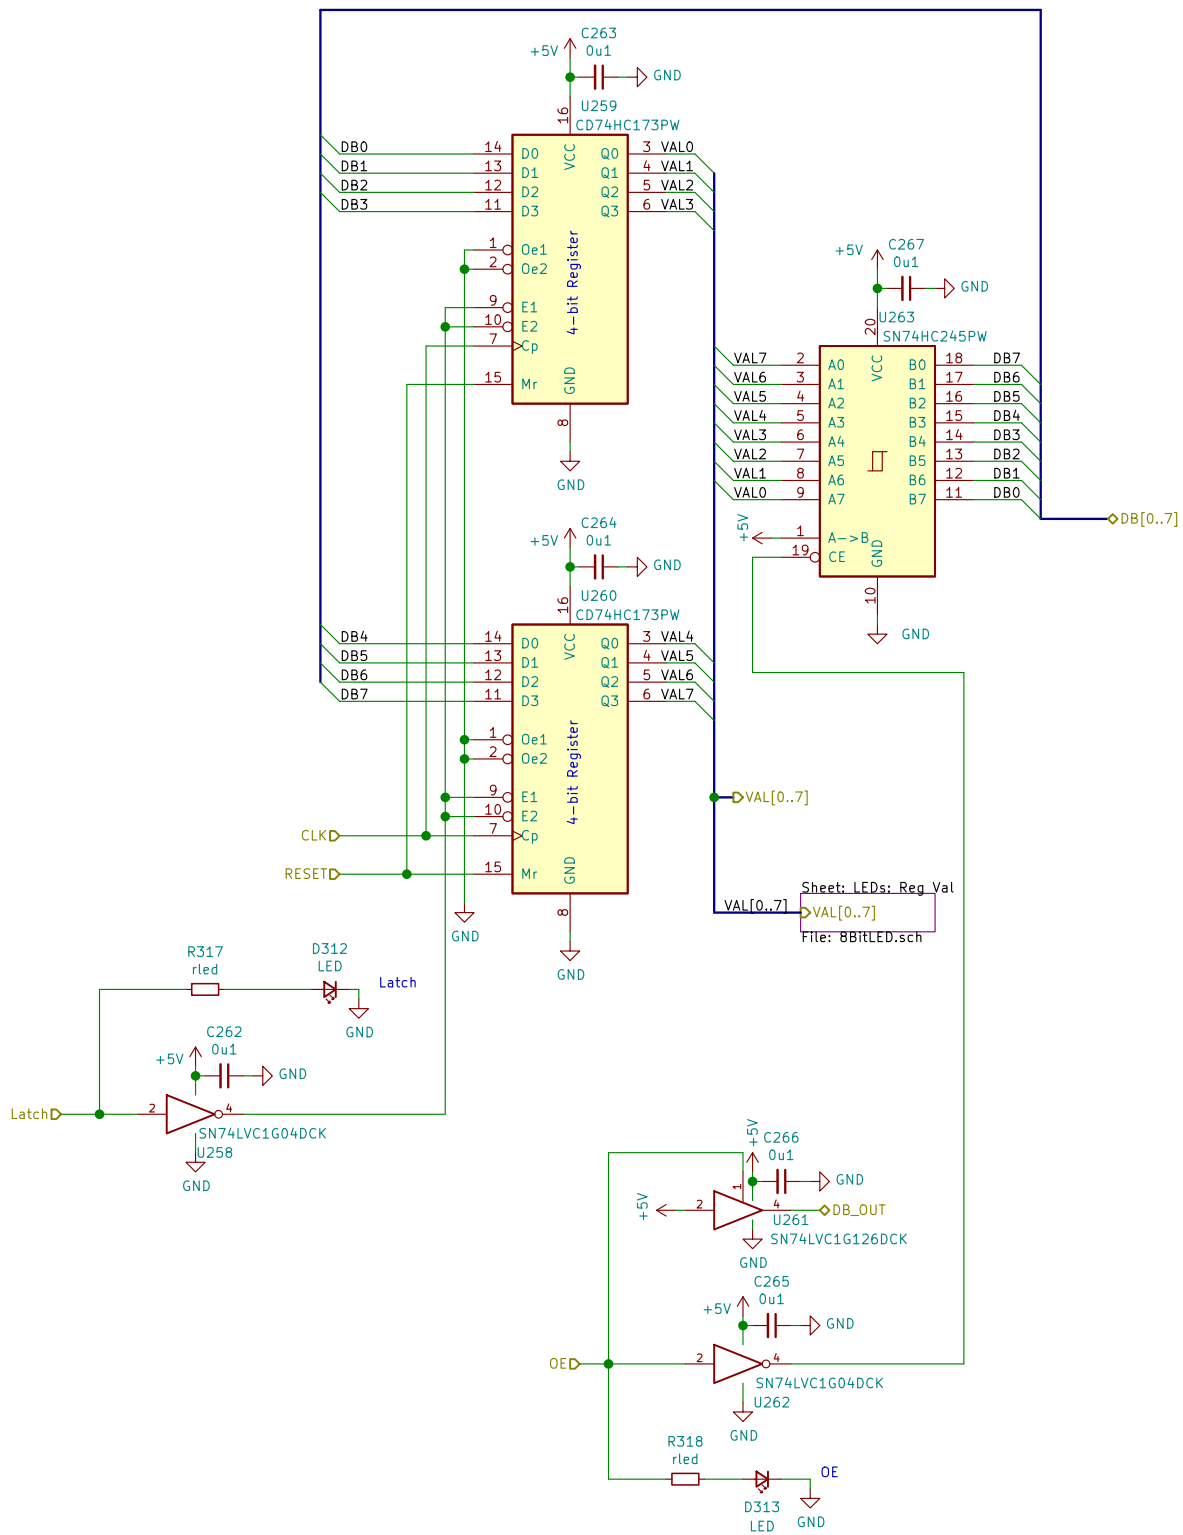 C263
+5V
0u1
GND
U259
CD74HC173PW
16
VCC
DB0 14 D0 Q0 3 VAL0
DB1 13 D1 Q1 4 VAL1
DB2 12 D2 Q2 5 VAL2
DB3 11 D3 Q3 6 VAL3
1 Oe1
2 Oe2
4-bit Register
9 E1
10 E2
7 Cp
15 Mr
GND
8
GND
C267
+5V
0u1
GND
U263
SN74HC245PW
20
VCC
VAL7 2 A0 B0 18 DB7
VAL6 3 A1 B1 17 DB6
VAL5 4 A2 B2 16 DB5
VAL4 5 A3 B3 15 DB4
VAL3 6 A4 B4 14 DB3
VAL2 7 A5 B5 13 DB2
VAL1 8 A6 B6 12 DB1
VAL0 9 A7 B7 11 DB0
DB[0..7]
+5V
1 A->B
19 CE
GND
10
GND
C264
+5V
0u1
GND
U260
CD74HC173PW
16
VCC
DB4 14 D0 Q0 3 VAL4
DB5 13 D1 Q1 4 VAL5
DB6 12 D2 Q2 5 VAL6
DB7 11 D3 Q3 6 VAL7
1 Oe1
2 Oe2
4-bit Register
9 E1
10 E2
CLK 7 Cp
RESET 15 Mr
GND
8
GND
GND
VAL[0..7]
Sheet: LEDs: Reg Val
VAL[0..7] VAL[0..7]
File: 8BitLED.sch
R317
rled
D312
LED
Latch
GND
C262
+5V
0u1
GND
Latch
2
4
SN74LVC1G04DCK
U258
GND
+5V
C266
0u1
GND
1
+5V
2
4
DB_OUT
U261
SN74LVC1G126DCK
GND
C265
+5V
0u1
GND
OE
2
4
SN74LVC1G04DCK
U262
GND
R318
rled
OE
D313
LED
GND